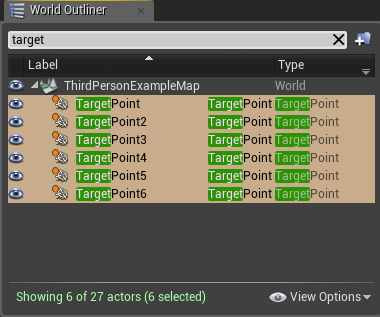 World Outliner
target
Label Type
ThirdPersonExampleMap World
TargetPoint TargetPoint TargetPoint
TargetPoint2 TargetPoint TargetPoint
TargetPoint3 TargetPoint TargetPoint
TargetPoint4 TargetPoint TargetPoint
TargetPoint5 TargetPoint TargetPoint
TargetPoint6 TargetPoint TargetPoint
Showing 6 of 27 actors (6 selected) View Options